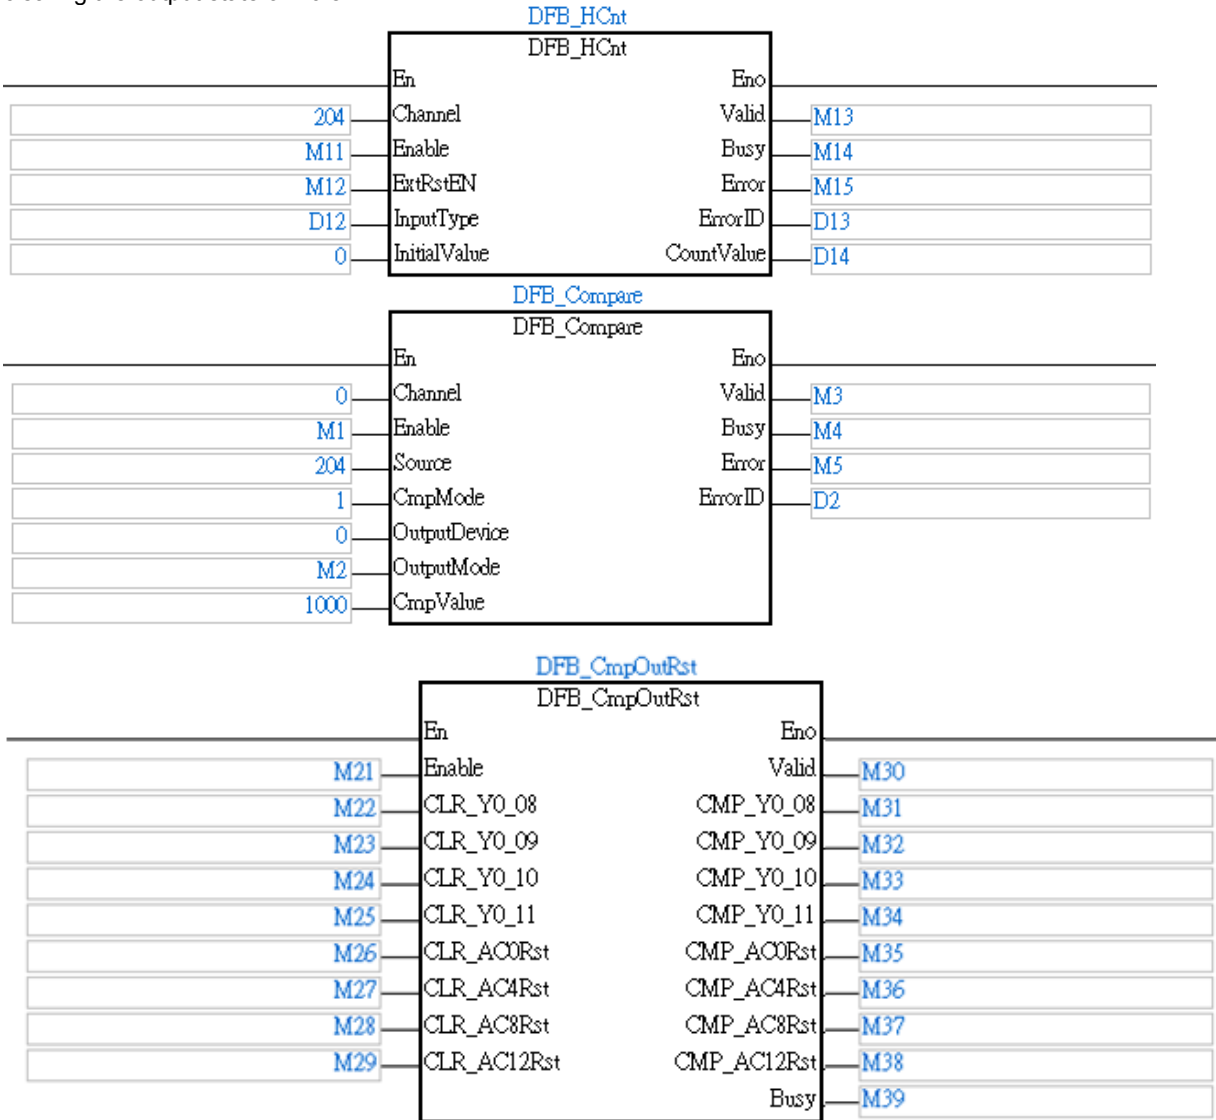 DFB_HCnt
DFB_HCnt
En Eno
204 Channel Valid M13
M11 Enable Busy M14
M12 ExtRstEN Error M15
D12 InputType ErrorID D13
0 InitialValue CountValue D14
DFB_Compare
DFB_Compare
En Eno
0 Channel Valid M3
M1 Enable Busy M4
204 Source Error M5
1 CmpMode ErrorID D2
0 OutputDevice
M2 OutputMode
1000 CmpValue
DFB_CmpOutRst
DFB_CmpOutRst
En Eno
M21 Enable Valid M30
M22 CLR_Y0_08 CMP_Y0_08 M31
M23 CLR_Y0_09 CMP_Y0_09 M32
M24 CLR_Y0_10 CMP_Y0_10 M33
M25 CLR_Y0_11 CMP_Y0_11 M34
M26 CLR_AC0Rst CMP_AC0Rst M35
M27 CLR_AC4Rst CMP_AC4Rst M36
M28 CLR_AC8Rst CMP_AC8Rst M37
M29 CLR_AC12Rst CMP_AC12Rst M38
Busy M39